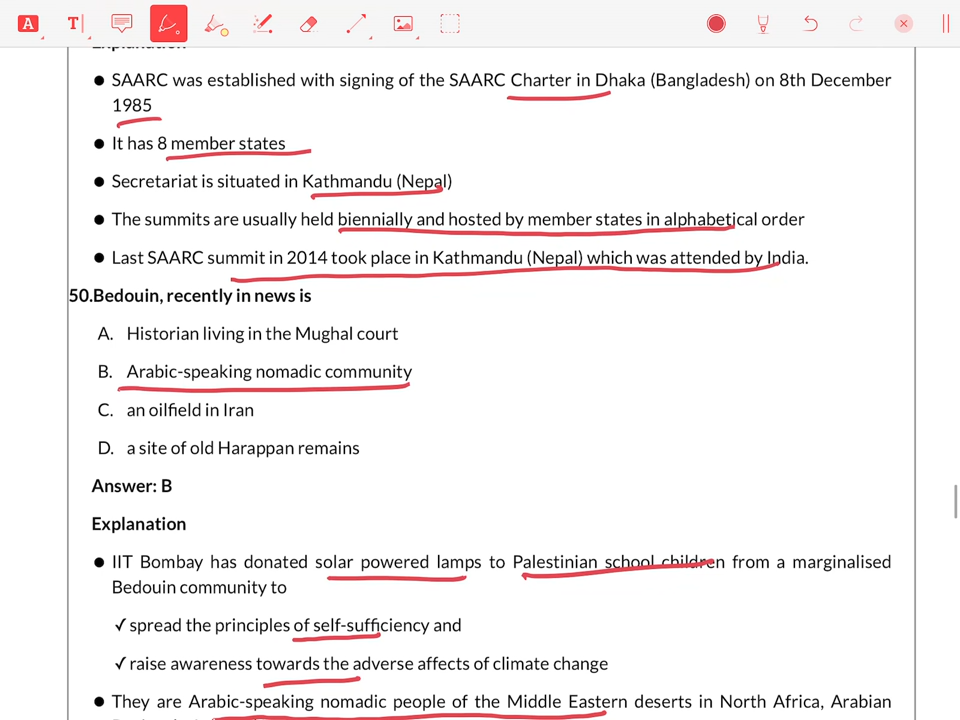 A T
Explanation
● SAARC was established with signing of the SAARC Charter in Dhaka (Bangladesh) on 8th December
1985
● It has 8 member states
● Secretariat is situated in Kathmandu (Nepal)
● The summits are usually held biennially and hosted by member states in alphabetical order
● Last SAARC summit in 2014 took place in Kathmandu (Nepal) which was attended by India.
50.Bedouin, recently in news is
A. Historian living in the Mughal court
B. Arabic-speaking nomadic community
C. an oilfield in Iran
D. a site of old Harappan remains
Answer: B
Explanation
● IIT Bombay has donated solar powered lamps to Palestinian school children from a marginalised
Bedouin community to
✓ spread the principles of self-sufficiency and
✓ raise awareness towards the adverse affects of climate change
● They are Arabic-speaking nomadic people of the Middle Eastern deserts in North Africa, Arabian